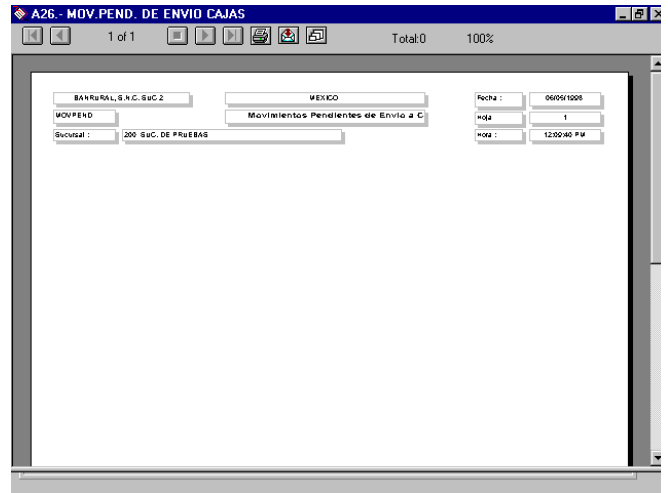 A26.- MOV.PEND. DE ENVIO CAJAS
1 of 1 Total:0 100%
BANRURAL, S.N.C. SUC 2 MEXICO Fecha : 06/05/1998
MOVPEND Movimientos Pendientes de Envio a C Hoja 1
Sucursal : 200 SUC. DE PRUEBAS Hora : 12:09:40 PM